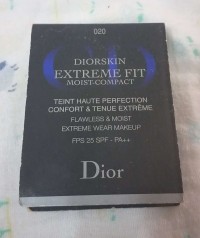 020
DIORSKIN
EXTREME FIT
MOIST-COMPACT
TEINT HAUTE PERFECTION
CONFORT & TENUE EXTRÊME
FLAWLESS & MOIST
EXTREME WEAR MAKEUP
FPS 25 SPF - PA++
Dior